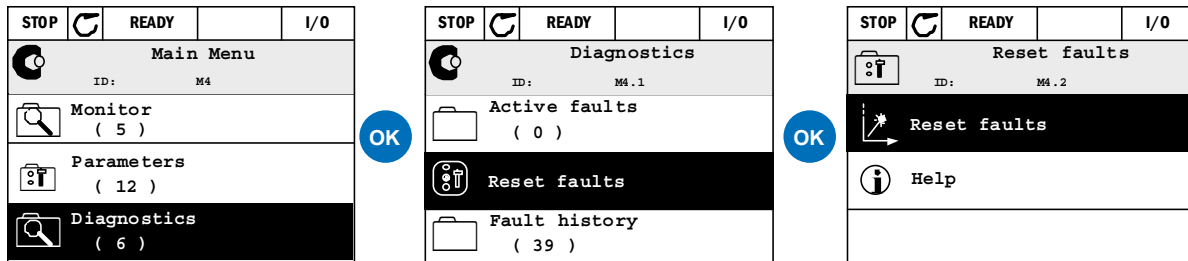 STOP READY I/O
Main Menu
ID: M4
Monitor
( 5 )
Parameters
( 12 )
Diagnostics
( 6 )
OK
STOP READY I/O
Diagnostics
ID: M4.1
Active faults
( 0 )
Reset faults
Fault history
( 39 )
OK
STOP READY I/O
Reset faults
ID: M4.2
Reset faults
Help